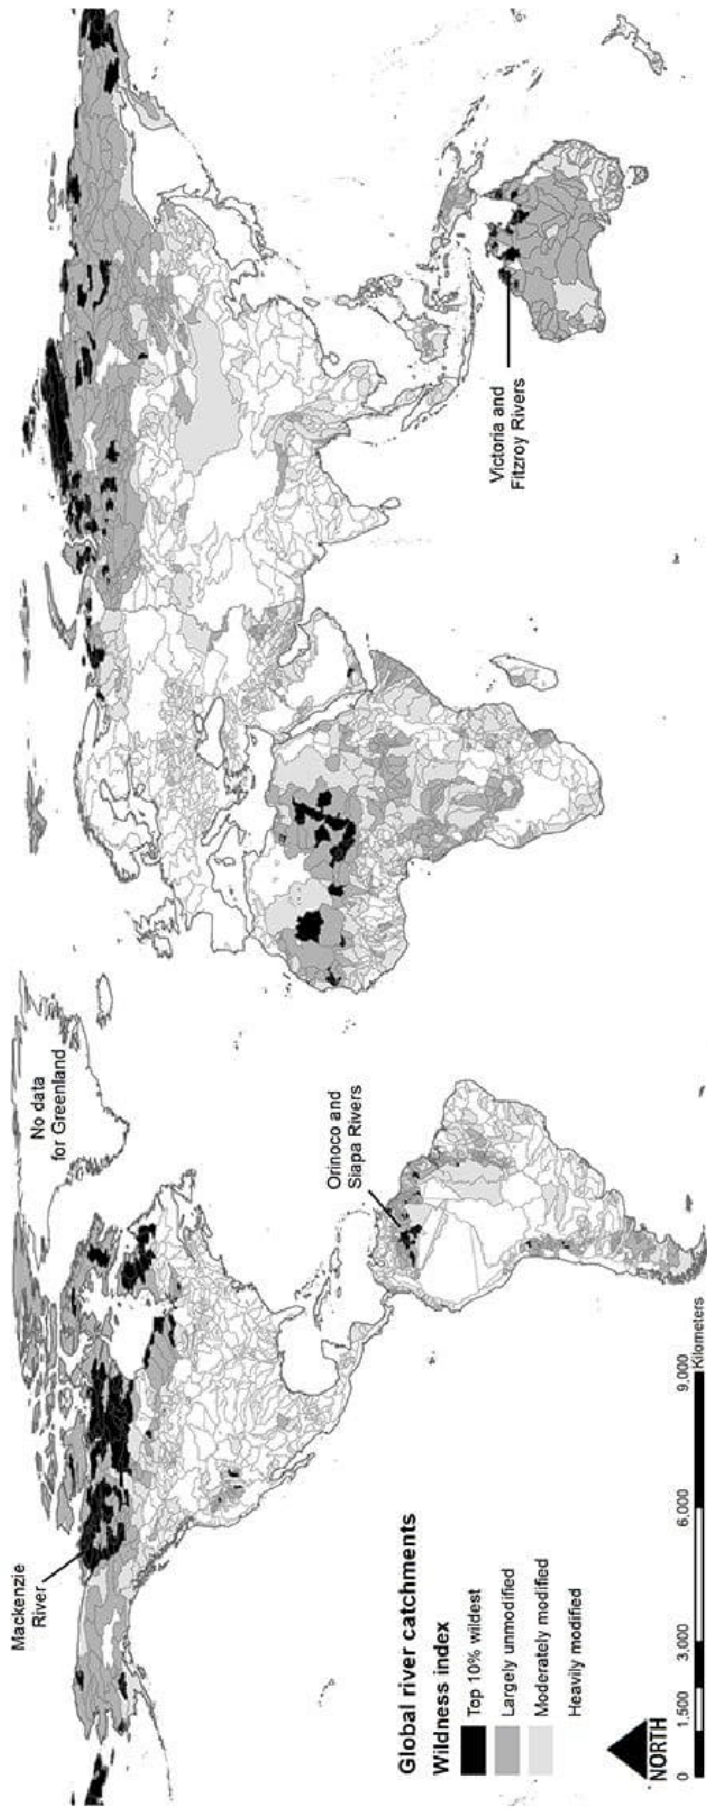 Mackenzie
River
No data
for Greenland
Orinoco and
Siapa Rivers
Victoria and
Fitzroy Rivers
Global river catchments
Wildness index
Top 10% wildest
Largely unmodified
Moderately modified
Heavily modified
NORTH
0 1,500 3,000 6,000 9,000
Kilometers